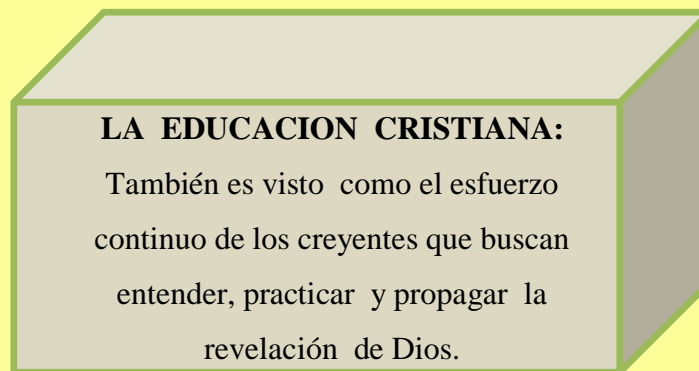 LA EDUCACION CRISTIANA:
También es visto como el esfuerzo
continuo de los creyentes que buscan
entender, practicar y propagar la
revelación de Dios.